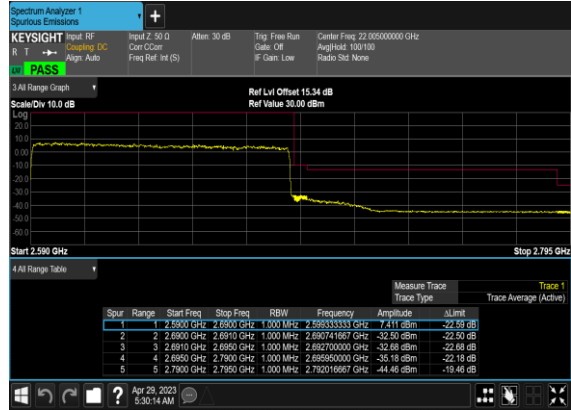 Spectrum Analyzer 1
Spurious Emissions
+
KEYSIGHT Input: RF Input Z: 50 Ω Atten: 30 dB Trig: Free Run Center Freq: 22.005000000 GHz
R T Coupling: DC Corr CCorr Gate: Off Avg|Hold: 100/100
Align: Auto Freq Ref: Int (S) IF Gain: Low Radio Std: None
LV PASS
3 All Range Graph
Ref Lvl Offset 15.34 dB
Scale/Div 10.0 dB Ref Value 30.00 dBm
Log
20.0
10.0
0.00
-10.0
-20.0
-30.0
-40.0
-50.0
-60.0
Start 2.590 GHz Stop 2.795 GHz
4 All Range Table
Measure Trace Trace 1
Trace Type Trace Average (Active)
Spur Range Start Freq Stop Freq RBW Frequency Amplitude ΔLimit
1 1 2.5900 GHz 2.6900 GHz 1.000 MHz 2.599333333 GHz 7.411 dBm -22.59 dB
2 2 2.6900 GHz 2.6910 GHz 1.000 MHz 2.690741667 GHz -32.50 dBm -22.50 dB
3 3 2.6910 GHz 2.6950 GHz 1.000 MHz 2.692700000 GHz -32.68 dBm -22.68 dB
4 4 2.6950 GHz 2.7900 GHz 1.000 MHz 2.695950000 GHz -35.18 dBm -22.18 dB
5 5 2.7900 GHz 2.7950 GHz 1.000 MHz 2.792016667 GHz -44.46 dBm -19.46 dB
? Apr 29, 2023
5:30:14 AM